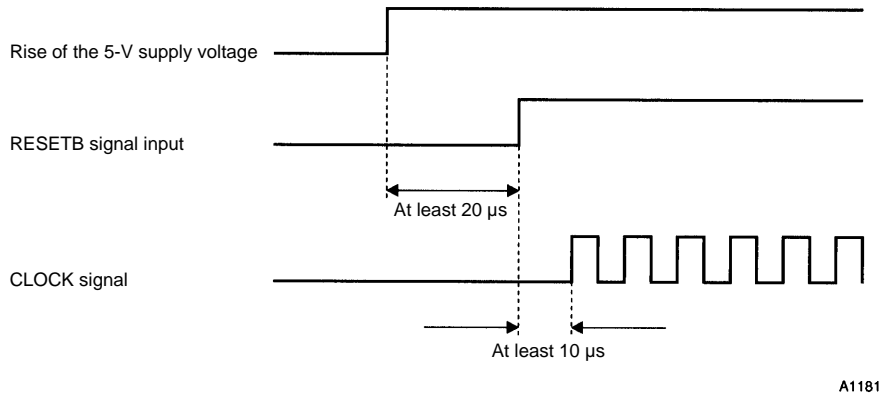 Rise of the 5-V supply voltage
RESETB signal input
At least 20 µs
CLOCK signal
At least 10 µs
A11814